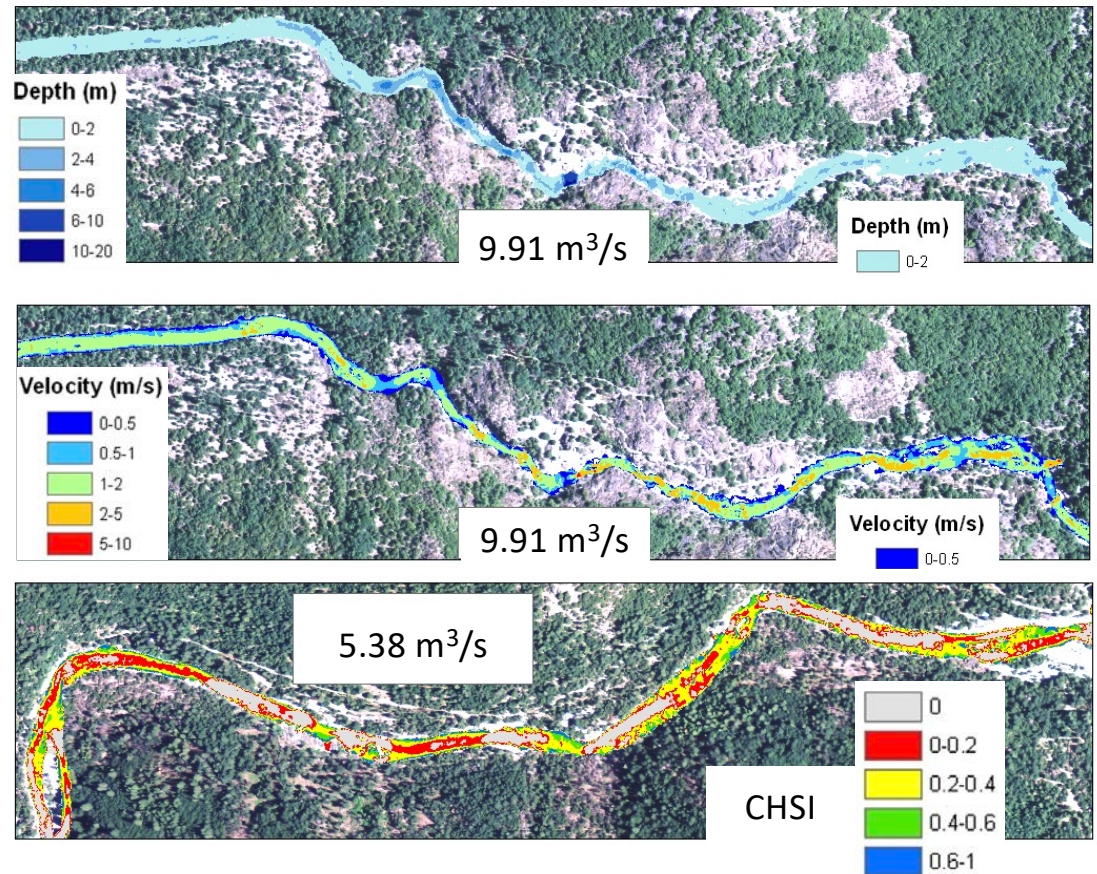 Depth (m)
0-2
2-4
4-6
6-10
10-20
9.91 m³/s
Depth (m)
0-2
Velocity (m/s)
0-0.5
0.5-1
1-2
2-5
5-10
9.91 m³/s
Velocity (m/s)
0-0.5
5.38 m³/s
CHSI
0
0-0.2
0.2-0.4
0.4-0.6
0.6-1